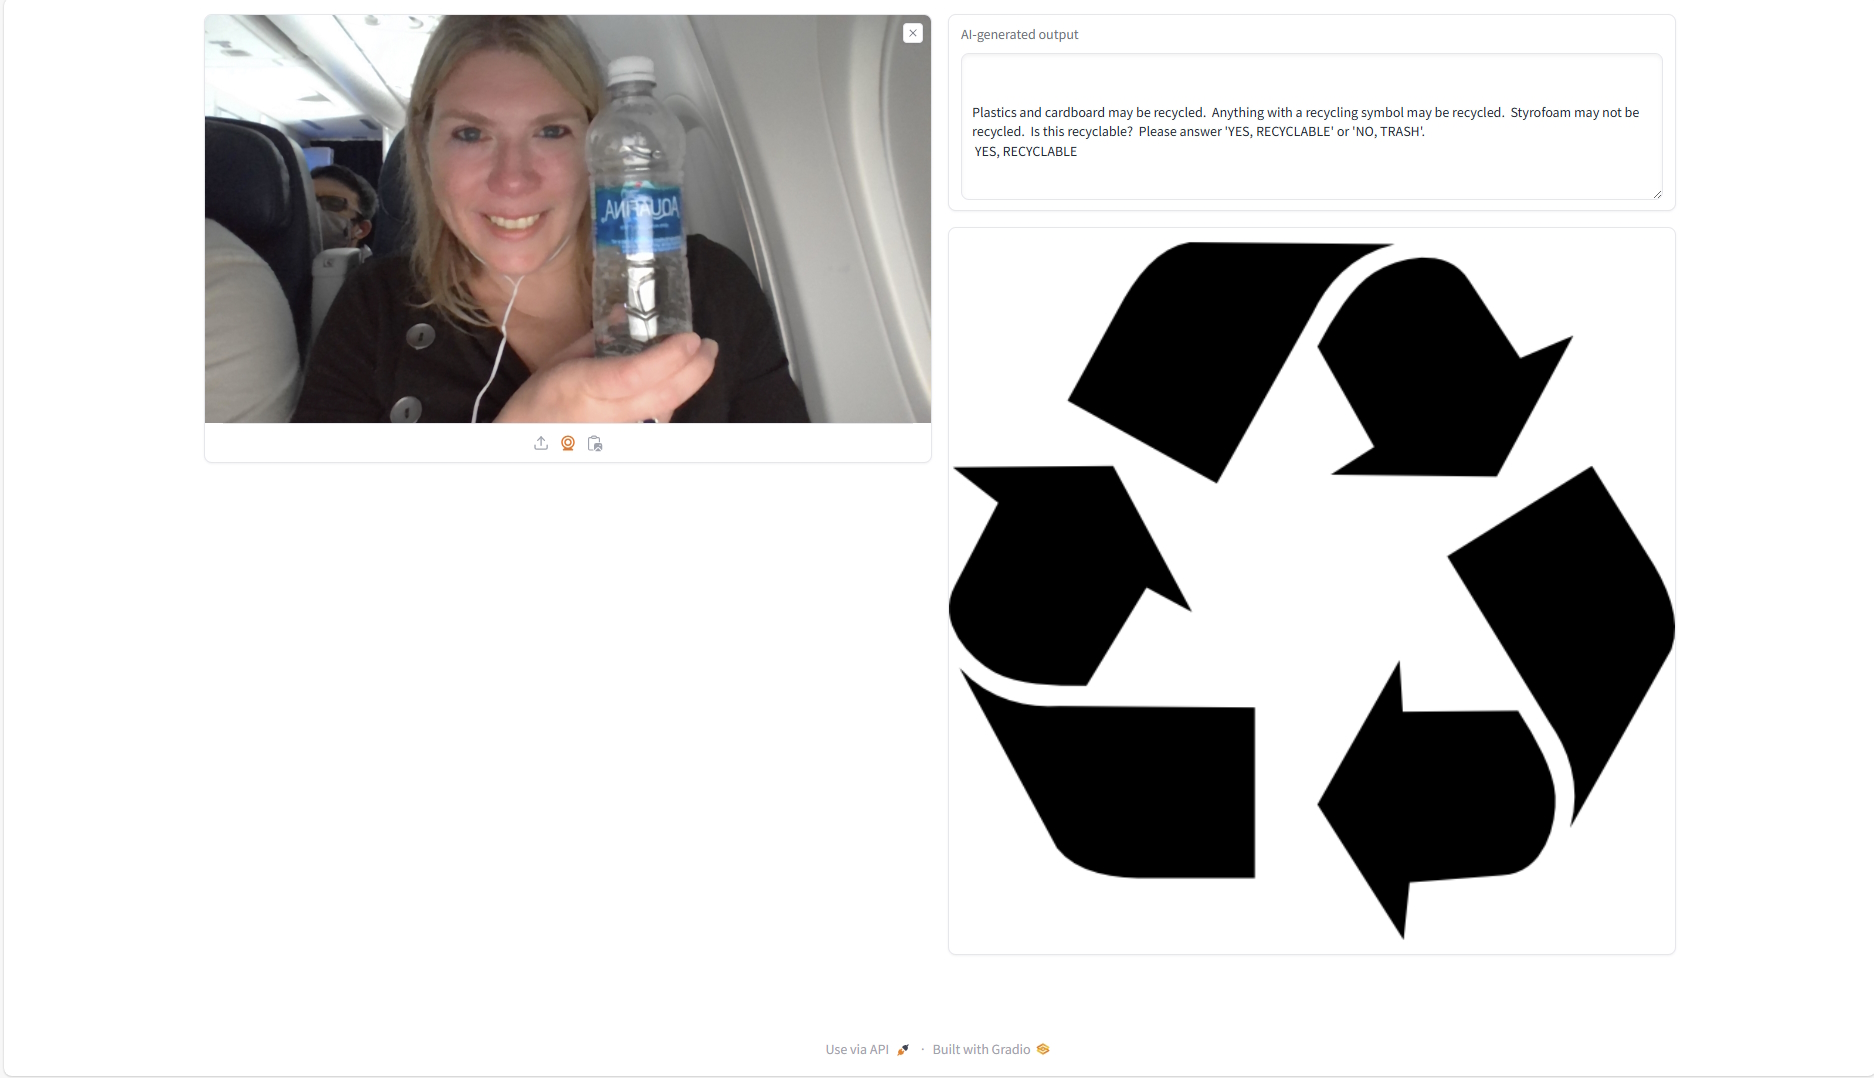 AQUAFINA
AI-generated output
Plastics and cardboard may be recycled.  Anything with a recycling symbol may be recycled.  Styrofoam may not be
recycled.  Is this recyclable?  Please answer 'YES, RECYCLABLE' or 'NO, TRASH'.
YES, RECYCLABLE
Use via API · Built with Gradio